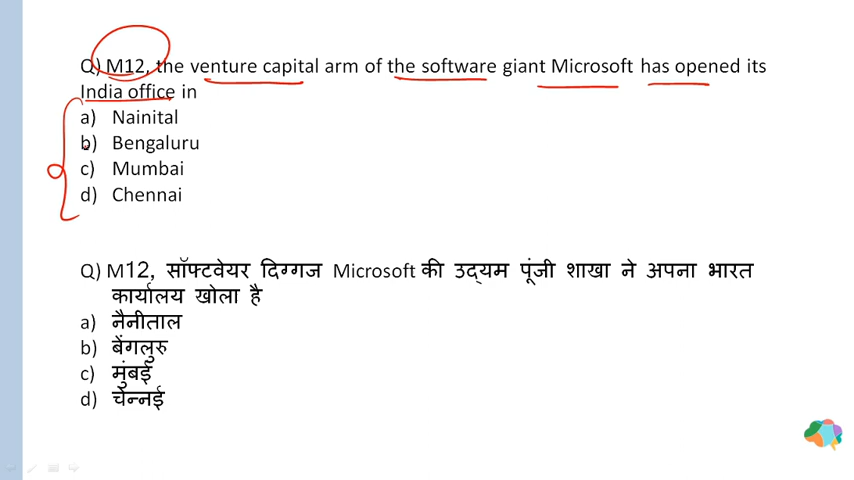 Q) M12, the venture capital arm of the software giant Microsoft has opened its
India office in
a) Nainital
b) Bengaluru
c) Mumbai
d) Chennai
Q) M12, सॉफ्टवेयर दिग्गज Microsoft की उद्यम पूंजी शाखा ने अपना भारत
कार्यालय खोला है
a) नैनीताल
b) बेंगलुरु
c) मुंबई
d) चेन्नई